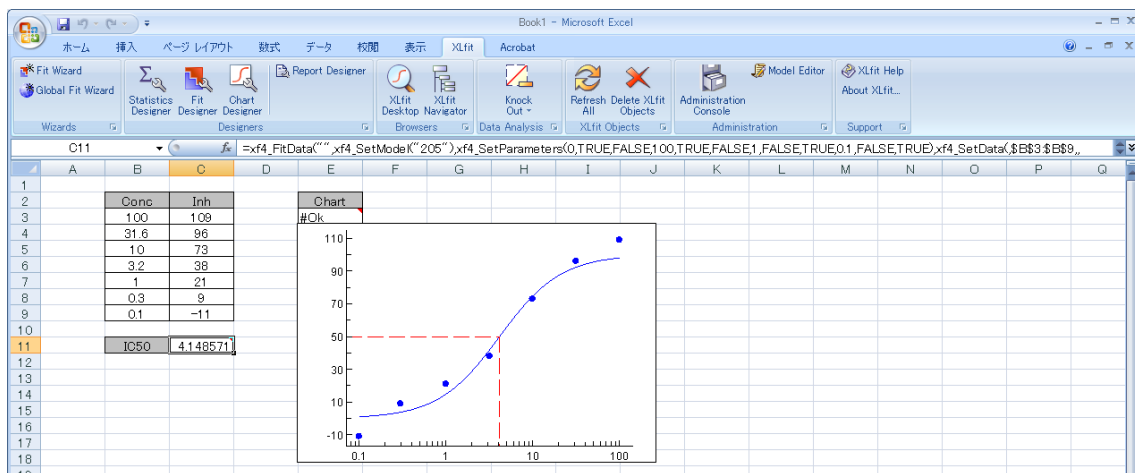 Book1 - Microsoft Excel
ホーム 挿入 ページ レイアウト 数式 データ 校閲 表示 XLfit Acrobat
Fit Wizard
Global Fit Wizard
Wizards
Statistics Designer
Fit Designer
Chart Designer
Report Designer
Designers
XLfit Desktop
XLfit Navigator
Browsers
Knock Out
Data Analysis
Refresh All
Delete XLfit Objects
XLfit Objects
Administration Console
Model Editor
Administration
XLfit Help
About XLfit...
Support
C11 fx =xf4_FitData("",xf4_SetModel("205"),xf4_SetParameters(0,TRUE,FALSE,100,TRUE,FALSE,1,FALSE,TRUE,0.1,FALSE,TRUE),xf4_SetData(,$B$3:$B$9,,
A B C D E F G H I J K L M N O P Q
1
2 Conc Inh Chart
3 100 109 #Ok
4 31.6 96
5 10 73
6 3.2 38
7 1 21
8 0.3 9
9 0.1 -11
10
11 IC50 4.148571
12
13
14
15
16
17
18
110
90
70
50
30
10
-10
0.1 1 10 100